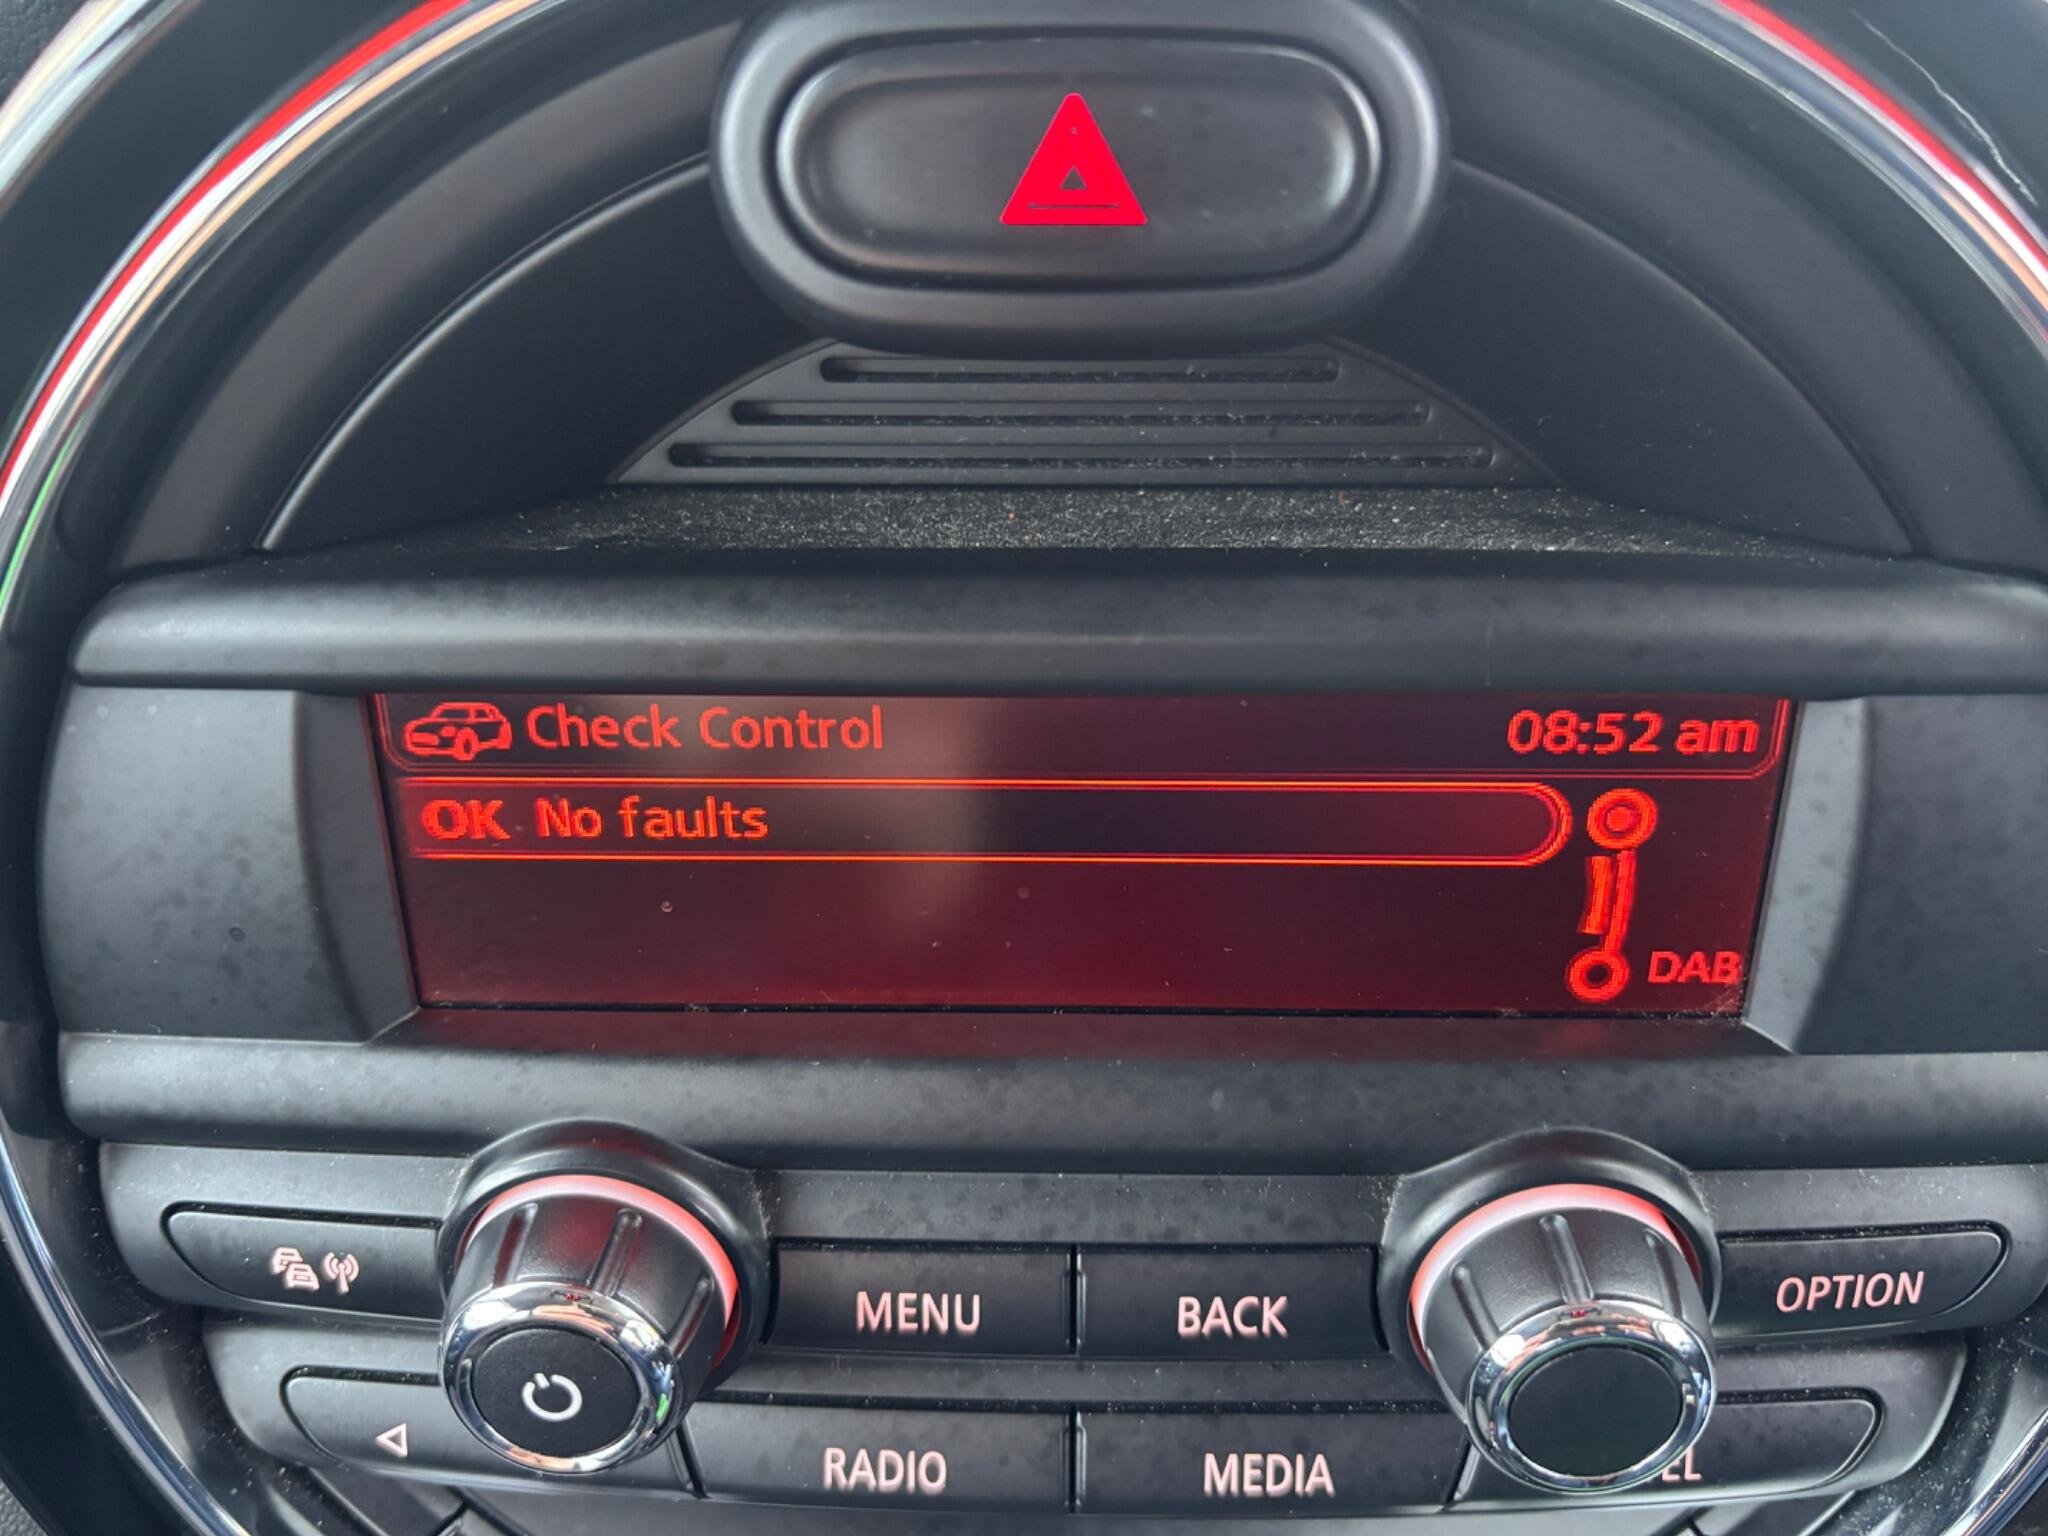 Check Control 08:52 am
OK No faults
DAB
MENU BACK OPTION
RADIO MEDIA